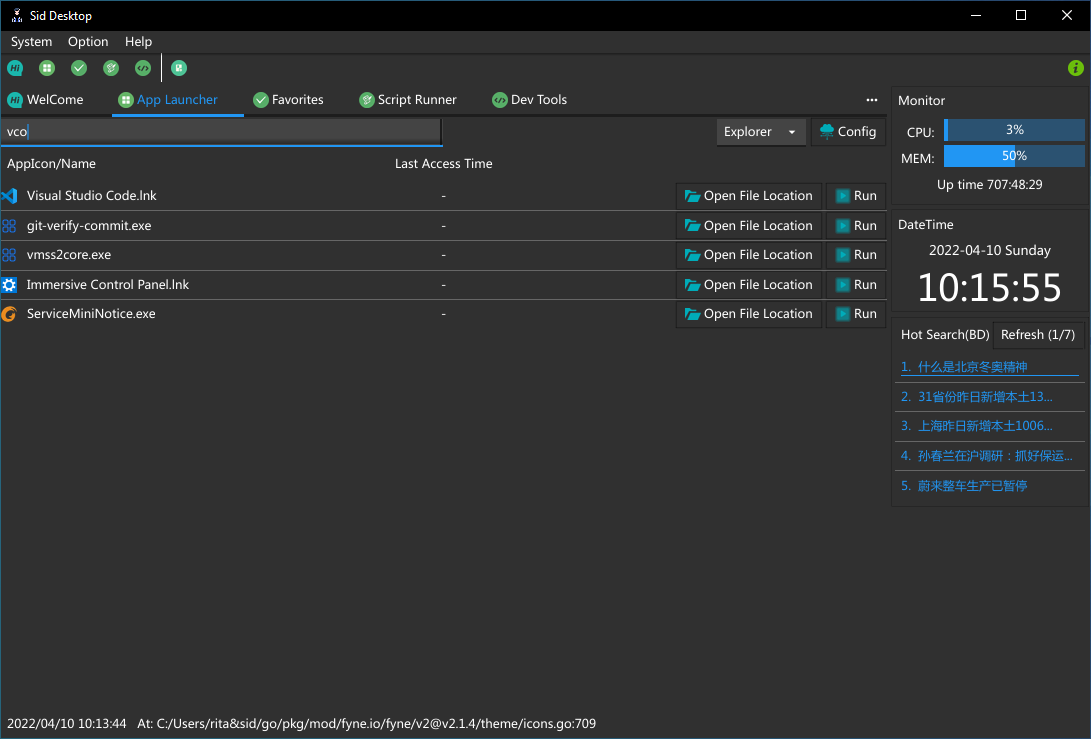 Sid Desktop
System Option Help
Hi
i
Hi WelCome App Launcher Favorites Script Runner </> Dev Tools ...
vco
Explorer Config
AppIcon/Name Last Access Time
Visual Studio Code.lnk - Open File Location Run
git-verify-commit.exe - Open File Location Run
vmss2core.exe - Open File Location Run
Immersive Control Panel.lnk - Open File Location Run
ServiceMiniNotice.exe - Open File Location Run
Monitor
CPU: 3%
MEM: 50%
Up time 707:48:29
DateTime
2022-04-10 Sunday
10:15:55
Hot Search(BD) Refresh (1/7)
1. 什么是北京冬奥精神
2. 31省份昨日新增本土13...
3. 上海昨日新增本土1006...
4. 孙春兰在沪调研：抓好保运...
5. 蔚来整车生产已暂停
2022/04/10 10:13:44 At: C:/Users/rita&sid/go/pkg/mod/fyne.io/fyne/v2@v2.1.4/theme/icons.go:709